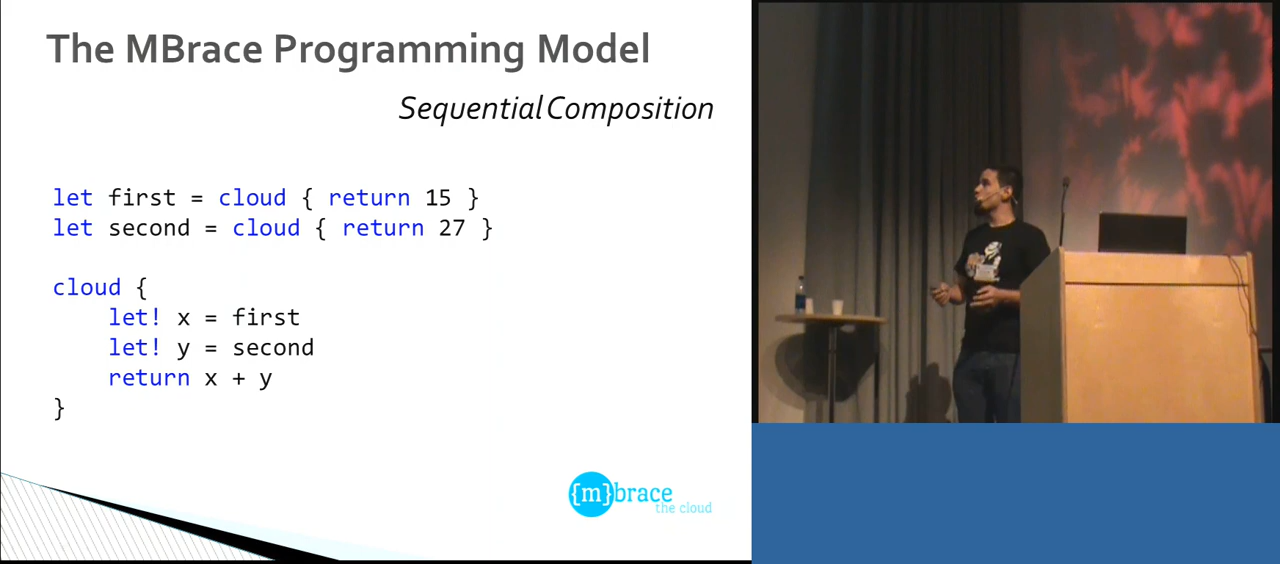 The MBrace Programming Model
Sequential Composition
let first = cloud { return 15 }
let second = cloud { return 27 }
cloud {
    let! x = first
    let! y = second
    return x + y
}
{m}brace
the cloud